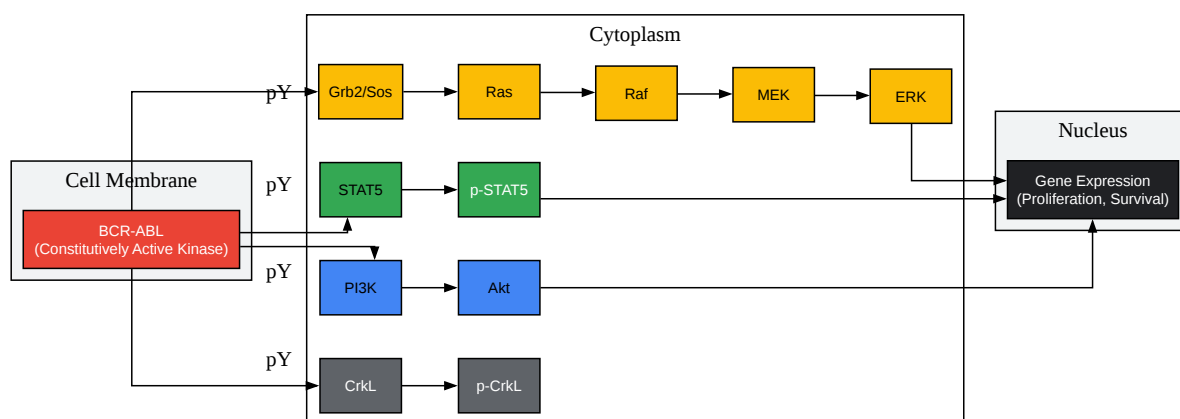 Cytoplasm
pY
Grb2/Sos
Ras
Raf
MEK
ERK
Nucleus
Cell Membrane
pY
STAT5
p-STAT5
Gene Expression
(Proliferation, Survival)
BCR-ABL
(Constitutively Active Kinase)
pY
PI3K
Akt
pY
CrkL
p-CrkL